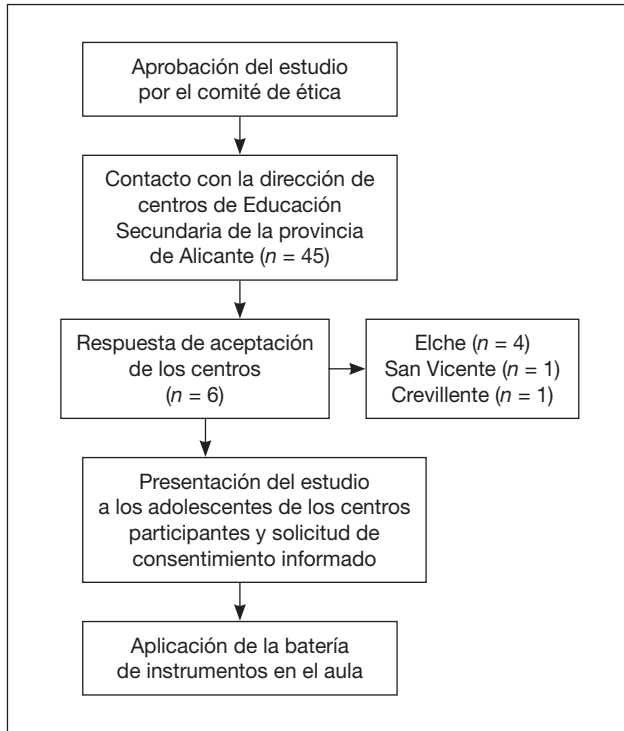 Aprobación del estudio
por el comité de ética
Contacto con la dirección de
centros de Educación
Secundaria de la provincia
de Alicante (n = 45)
Respuesta de aceptación
de los centros
(n = 6)
Elche (n = 4)
San Vicente (n = 1)
Crevillente (n = 1)
Presentación del estudio
a los adolescentes de los centros
participantes y solicitud de
consentimiento informado
Aplicación de la batería
de instrumentos en el aula